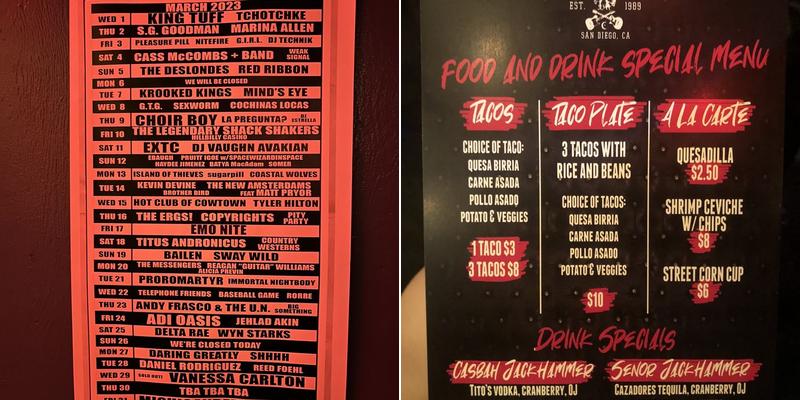 MARCH 2023
WED 1 KING TUFF TCHOTCHKE
THU 2 S.G. GOODMAN MARINA ALLEN
FRI 3 PLEASURE PILL NITEFIRE G.I.R.L. DJ TECHNIK
SAT 4 CASS McCOMBS + BAND WEAK SIGNAL
SUN 5 THE DESLONDES RED RIBBON
MON 6 WE WILL BE CLOSED
TUE 7 KROOKED KINGS MIND'S EYE
WED 8 G.T.G. SEXWORM COCHINAS LOCAS
THU 9 CHOIR BOY LA PREGUNTA? DJ ESTRELLA
FRI 10 THE LEGENDARY SHACK SHAKERS
HILLBILLY CASINO
SAT 11 EXTC DJ VAUGHN AVAKIAN
SUN 12 EBAUGH PRUITT IGOE w/SPACEWIZARDINSPACE
HAYDEE JIMENEZ BATYA MacADAM SOMER
MON 13 ISLAND OF THIEVES sugarpill COASTAL WOLVES
TUE 14 KEVIN DEVINE THE NEW AMSTERDAMS
BROTHER BIRD FEAT MATT PRYOR
WED 15 HOT CLUB OF COWTOWN TYLER HILTON
THU 16 THE ERGS! COPYRIGHTS PITY PARTY
FRI 17 EMO NITE
SAT 18 TITUS ANDRONICUS COUNTRY WESTERNS
SUN 19 BAILEN SWAY WILD
MON 20 THE MESSENGERS REAGAN "GUITAR" WILLIAMS
ALICIA PREVIN
TUE 21 PROROMARTYR IMMORTAL NIGHTBODY
WED 22 TELEPHONE FRIENDS BASEBALL GAME RORRE
THU 23 ANDY FRASCO & THE U.N. BIG SOMETHING
FRI 24 ADI OASIS JEHLAD AKIN
SAT 25 DELTA RAE WYN STARKS
SUN 26 WE'RE CLOSED TODAY
MON 27 DARING GREATLY SHHHH
TUE 28 DANIEL RODRIGUEZ REED FOEHL
WED 29 SOLD OUT! VANESSA CARLTON
THU 30 TBA TBA TBA
EST. 1989
SAN DIEGO, CA
FOOD AND DRINK SPECIAL MENU
TACOS
CHOICE OF TACO:
QUESA BIRRIA
CARNE ASADA
POLLO ASADO
POTATO & VEGGIES
1 TACO $3
3 TACOS $8
TACO PLATE
3 TACOS WITH
RICE AND BEANS
CHOICE OF TACOS:
QUESA BIRRIA
CARNE ASADA
POLLO ASADO
POTATO & VEGGIES
$10
A LA CARTE
QUESADILLA
$2.50
SHRIMP CEVICHE
W/ CHIPS
$8
STREET CORN CUP
$6
DRINK SPECIALS
CASBAH JACKHAMMER
TITO'S VODKA, CRANBERRY, OJ
SENOR JACKHAMMER
CAZADORES TEQUILA, CRANBERRY, OJ